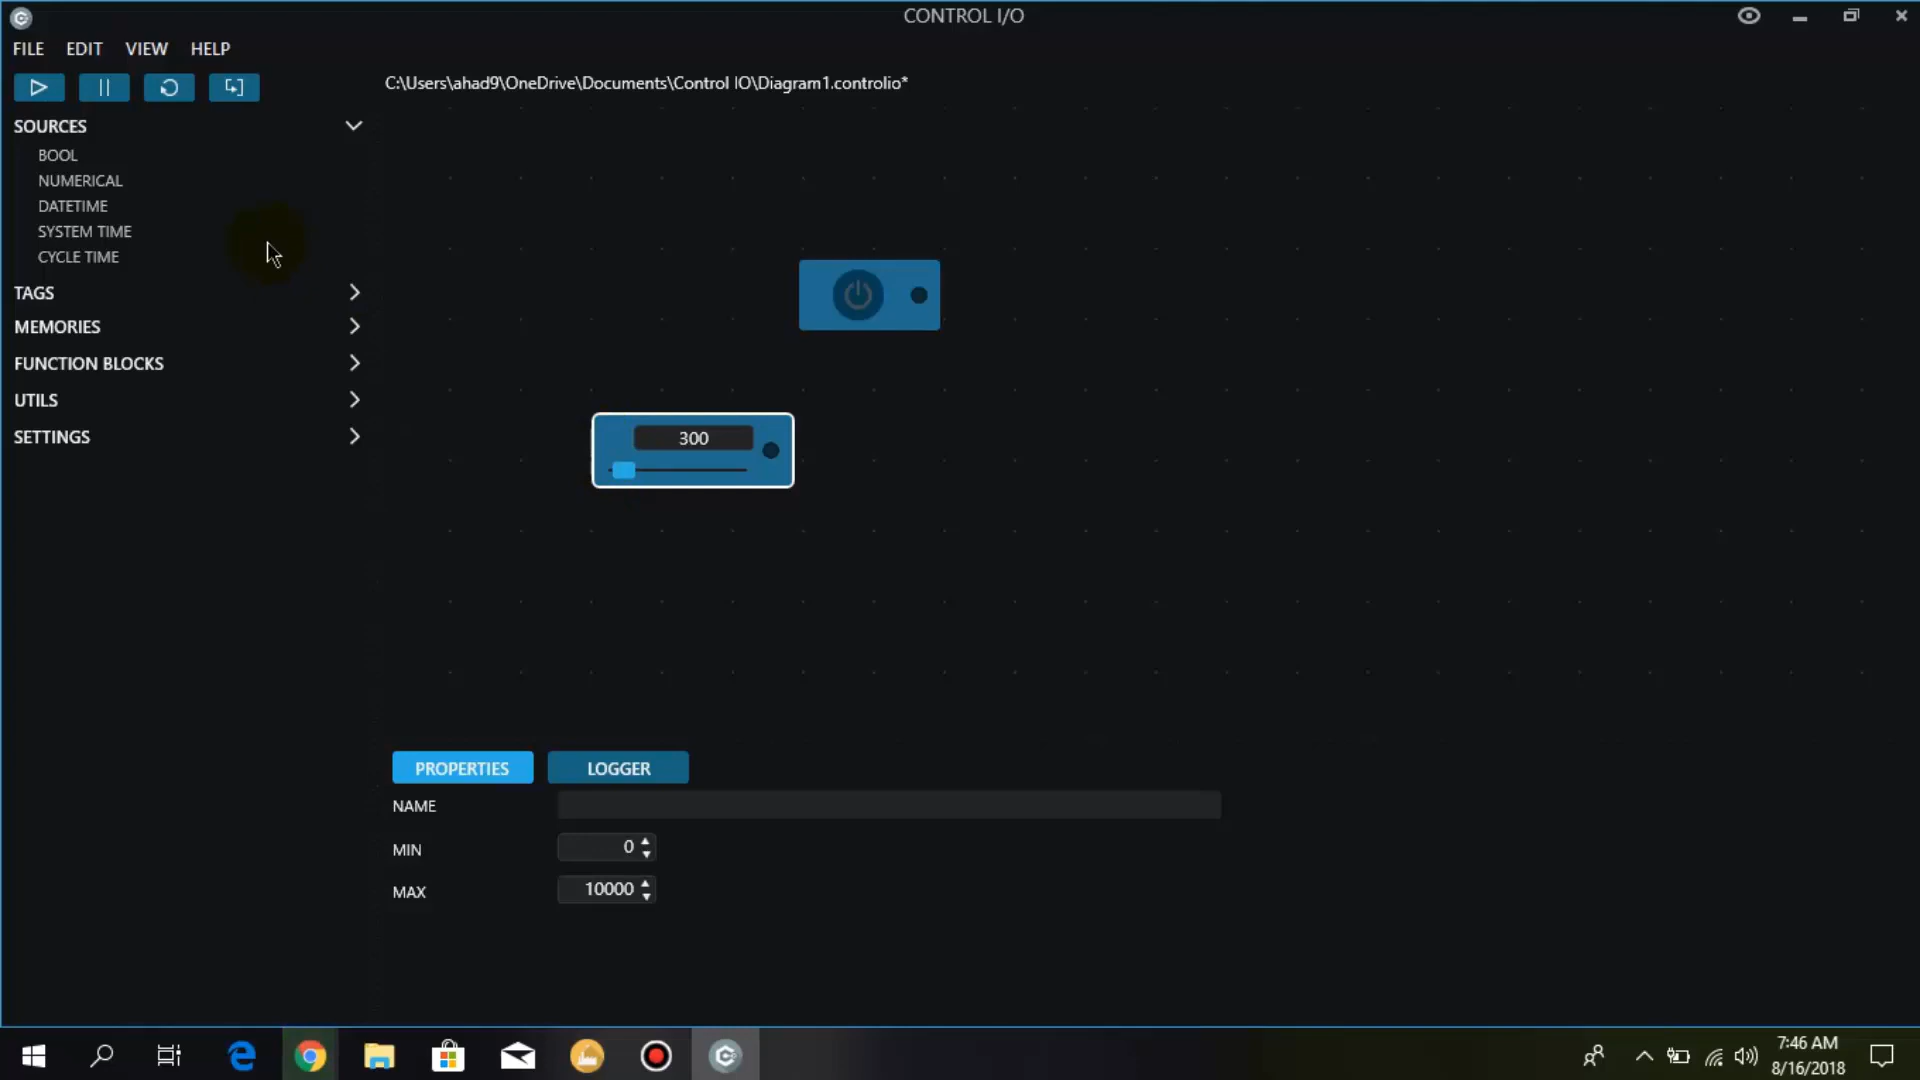 CONTROL I/O
FILE EDIT VIEW HELP
C:\Users\ahad9\OneDrive\Documents\Control IO\Diagram1.controlio*
SOURCES
BOOL
NUMERICAL
DATETIME
SYSTEM TIME
CYCLE TIME
TAGS
MEMORIES
FUNCTION BLOCKS
UTILS
SETTINGS
300
PROPERTIES LOGGER
NAME
MIN 0
MAX 10000
7:46 AM
8/16/2018